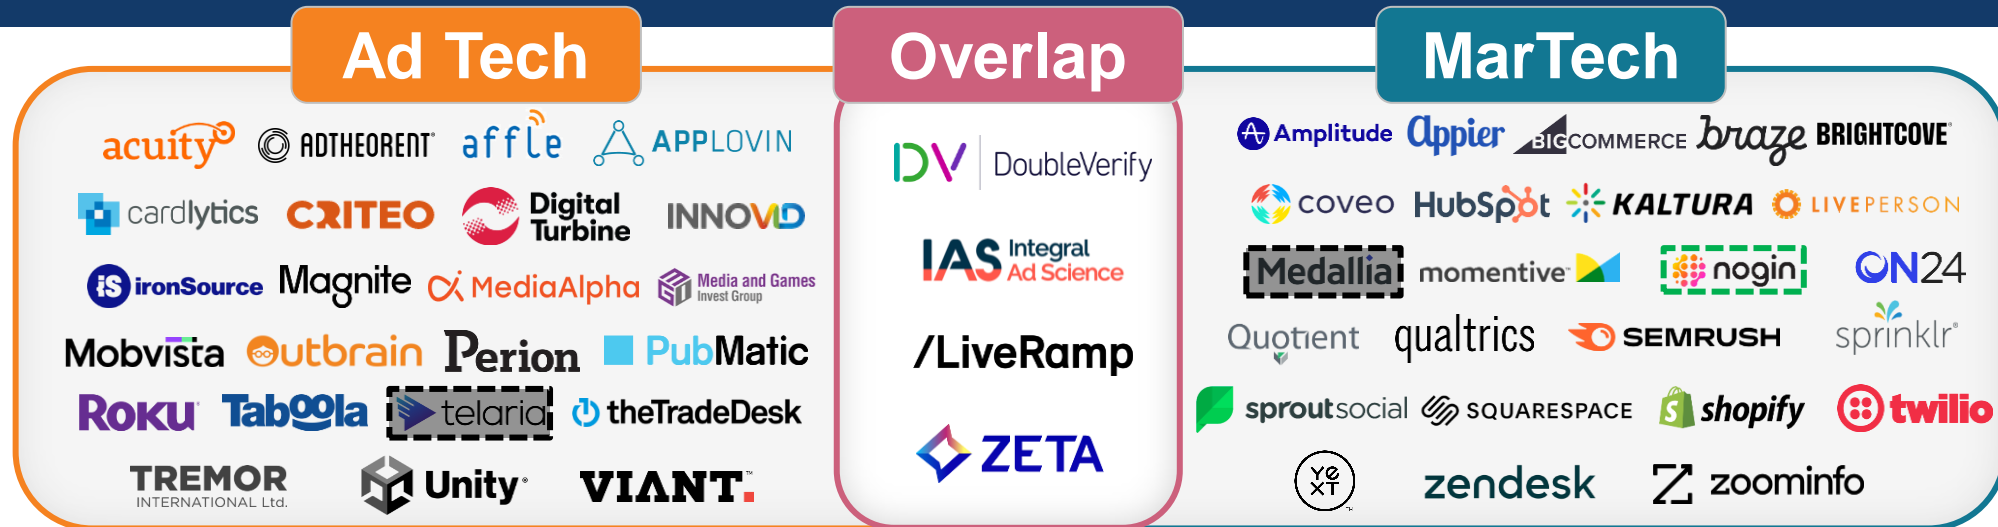 Ad Tech
Overlap
MarTech
acuity ADTHEORENT affle APPLOVIN
cardlytics CRITEO Digital Turbine INNOVID
iS ironSource Magnite MediaAlpha MGI Media and Games Invest Group
Mobvista Outbrain Perion PubMatic
ROKU Taboola telaria theTradeDesk
TREMOR INTERNATIONAL Ltd. Unity VIANT.
DV DoubleVerify
IAS Integral Ad Science
/LiveRamp
ZETA
Amplitude Appier BIGCOMMERCE braze BRIGHTCOVE
coveo HubSpot KALTURA LIVEPERSON
Medallia momentive nogin ON24
Quotient qualtrics SEMRUSH sprinklr
sproutsocial SQUARESPACE shopify twilio
yext zendesk zoominfo